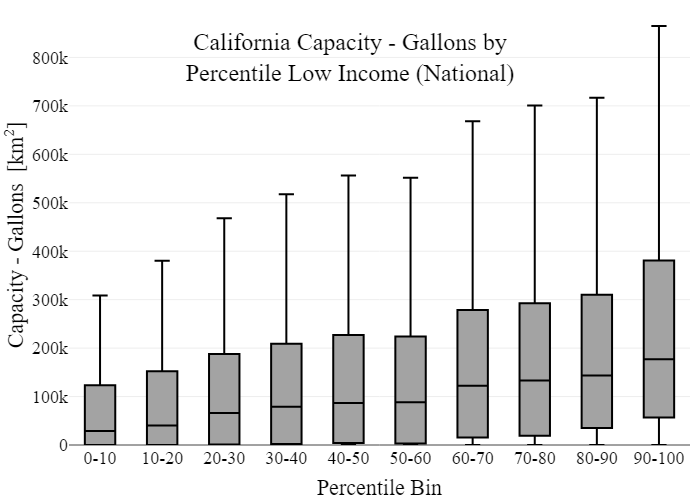 California Capacity - Gallons by
Percentile Low Income (National)
Capacity - Gallons [km²]
800k
700k
600k
500k
400k
300k
200k
100k
0
0-10 10-20 20-30 30-40 40-50 50-60 60-70 70-80 80-90 90-100
Percentile Bin